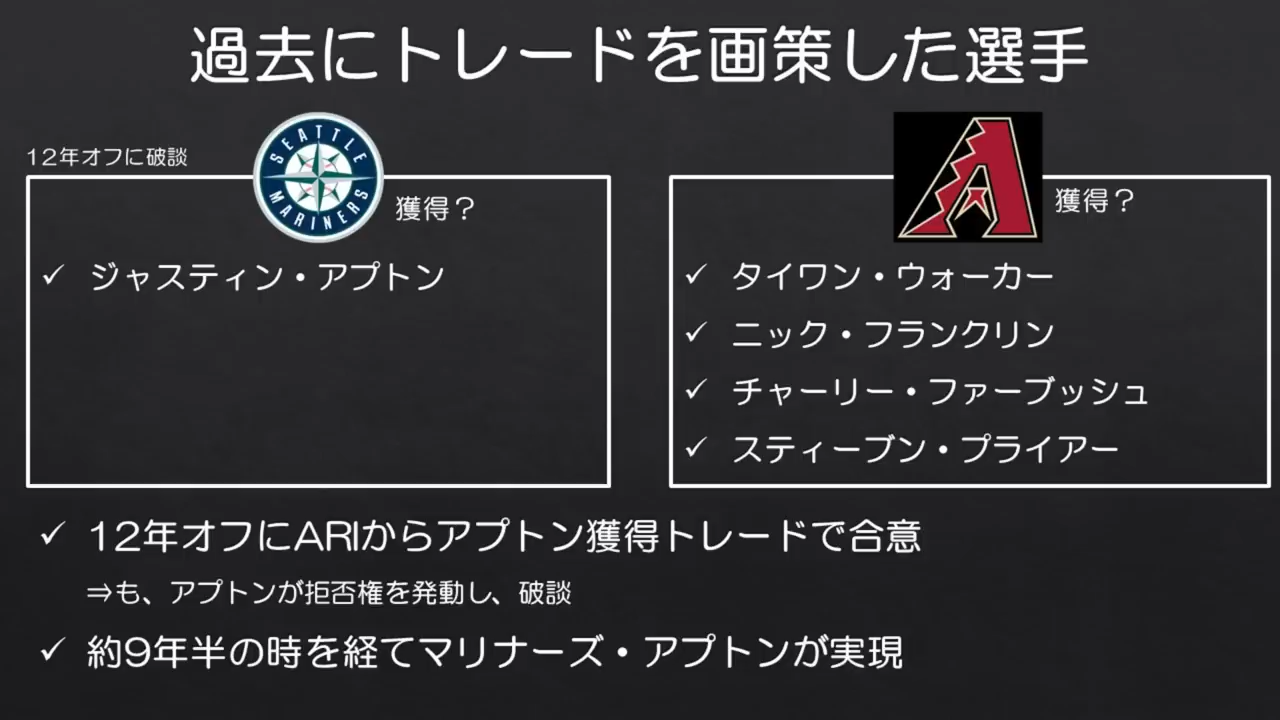 過去にトレードを画策した選手
12年オフに破談
SEATTLE
MARINERS
獲得？
✓ ジャスティン・アプトン
A
獲得？
✓ タイワン・ウォーカー
✓ ニック・フランクリン
✓ チャーリー・ファーブッシュ
✓ スティーブン・プライアー
✓ 12年オフにARIからアプトン獲得トレードで合意
⇒も、アプトンが拒否権を発動し、破談
✓ 約9年半の時を経てマリナーズ・アプトンが実現